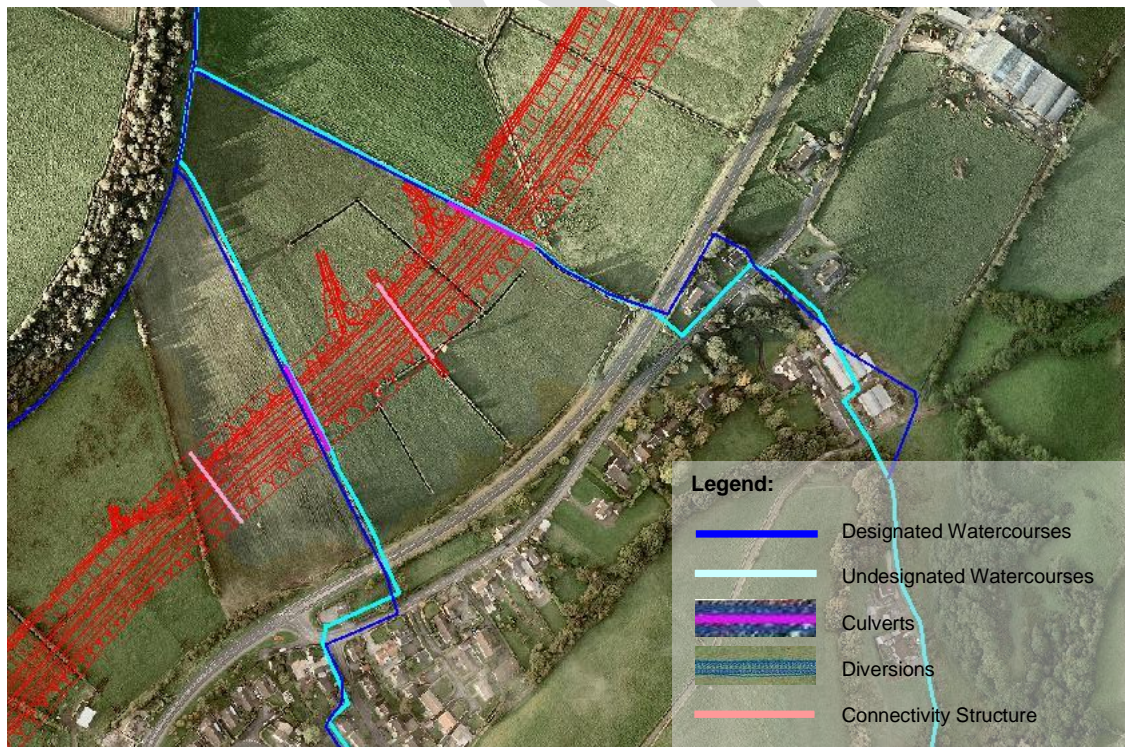 Legend:
Designated Watercourses
Undesignated Watercourses
Culverts
Diversions
Connectivity Structure